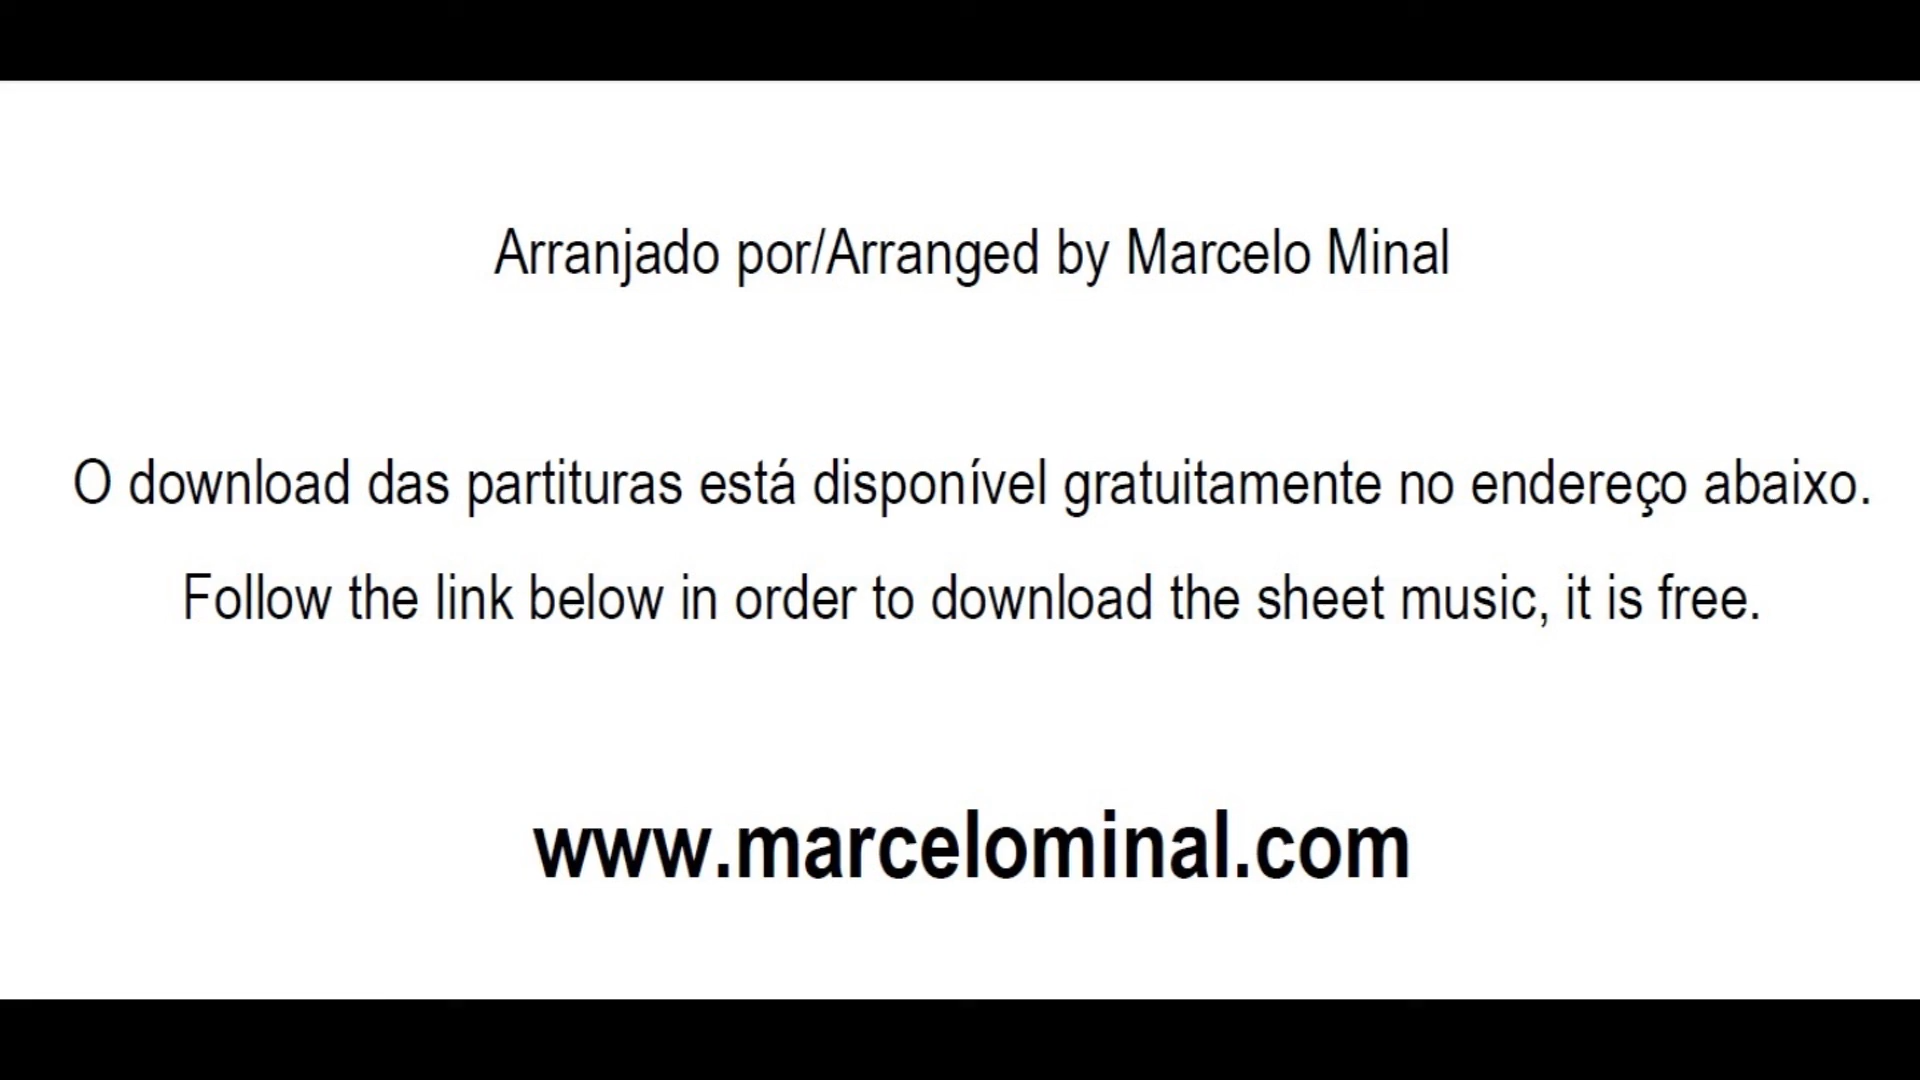 Arranjado por/Arranged by Marcelo Minal
O download das partituras está disponível gratuitamente no endereço abaixo.
Follow the link below in order to download the sheet music, it is free.
www.marcelominal.com